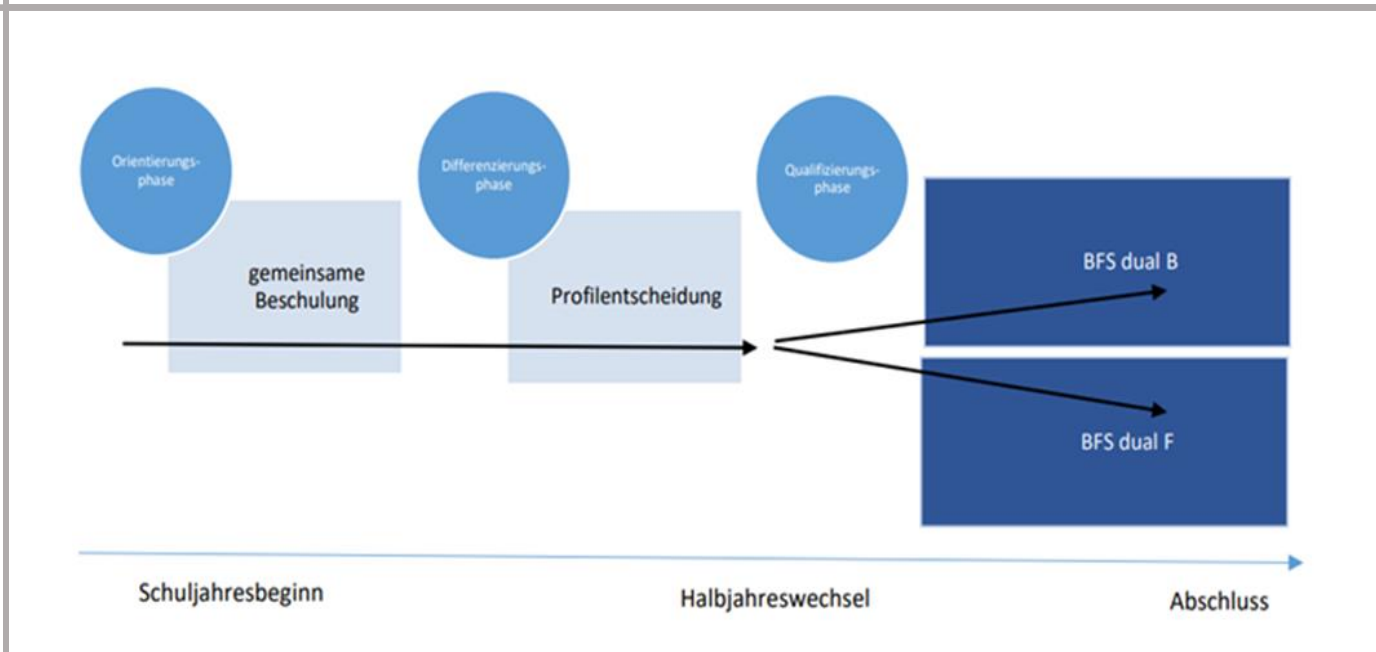 Orientierungs-
phase
gemeinsame
Beschulung
Differenzierungs-
phase
Profilentscheidung
Qualifizierungs-
phase
BFS dual B
BFS dual F
Schuljahresbeginn
Halbjahreswechsel
Abschluss